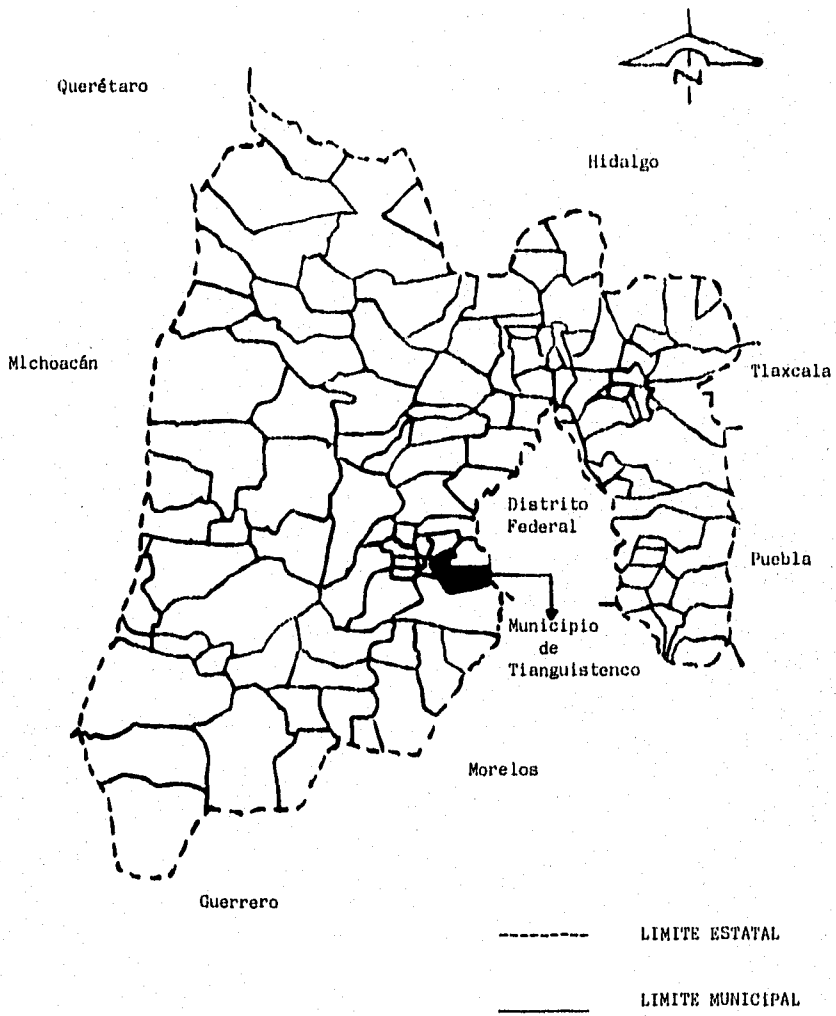 N
Querétaro
Hidalgo
Michoacán
Tlaxcala
Distrito
Federal
Puebla
Municipio
de
Tianguistenco
Morelos
Guerrero
LIMITE ESTATAL
LIMITE MUNICIPAL